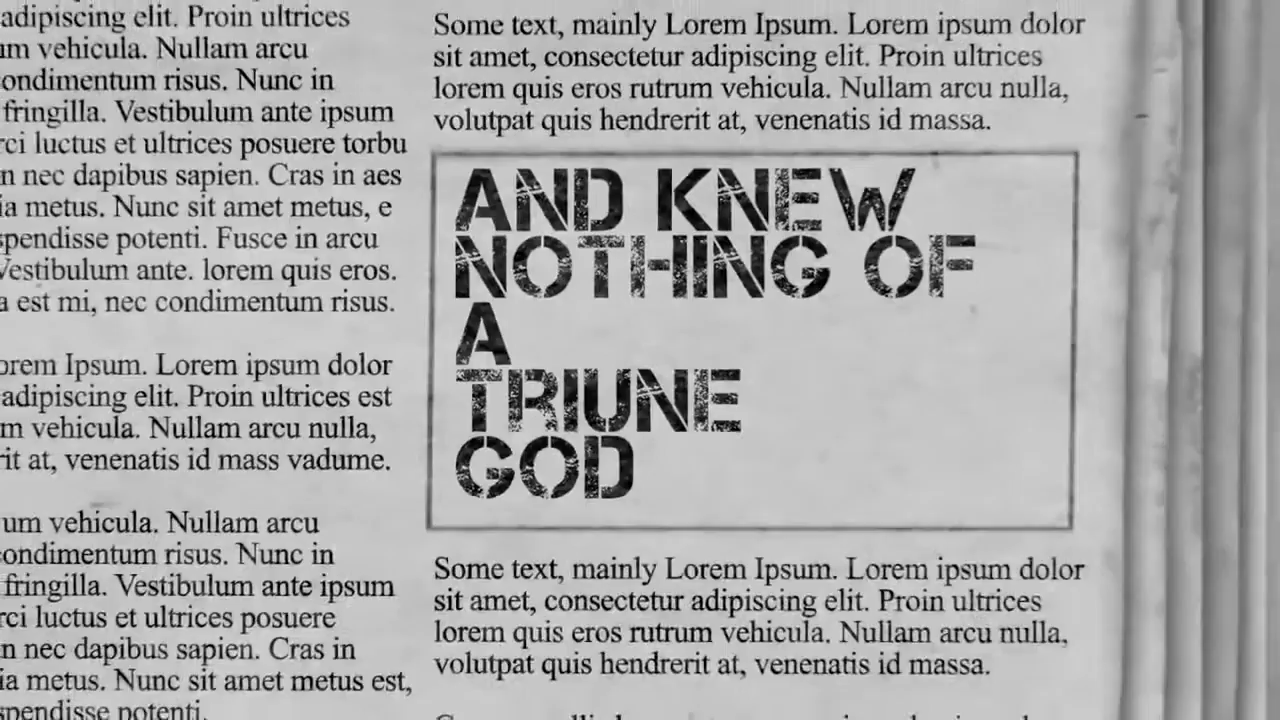 adipiscing elit. Proin ultrices
um vehicula. Nullam arcu
ondimentum risus. Nunc in
fringilla. Vestibulum ante ipsum
rci luctus et ultrices posuere torbu
n nec dapibus sapien. Cras in aes
ia metus. Nunc sit amet metus, e
spendisse potenti. Fusce in arcu
Vestibulum ante. lorem quis eros.
a est mi, nec condimentum risus.
orem Ipsum. Lorem ipsum dolor
adipiscing elit. Proin ultrices est
m vehicula. Nullam arcu nulla,
rit at, venenatis id mass vadume.
um vehicula. Nullam arcu
ondimentum risus. Nunc in
fringilla. Vestibulum ante ipsum
rci luctus et ultrices posuere
n nec dapibus sapien. Cras in
ia metus. Nunc sit amet metus est,
spendisse potenti.
Some text, mainly Lorem Ipsum. Lorem ipsum dolor
sit amet, consectetur adipiscing elit. Proin ultrices
lorem quis eros rutrum vehicula. Nullam arcu nulla,
volutpat quis hendrerit at, venenatis id massa.
AND KNEW
NOTHING OF
A
TRIUNE
GOD
Some text, mainly Lorem Ipsum. Lorem ipsum dolor
sit amet, consectetur adipiscing elit. Proin ultrices
lorem quis eros rutrum vehicula. Nullam arcu nulla,
volutpat quis hendrerit at, venenatis id massa.